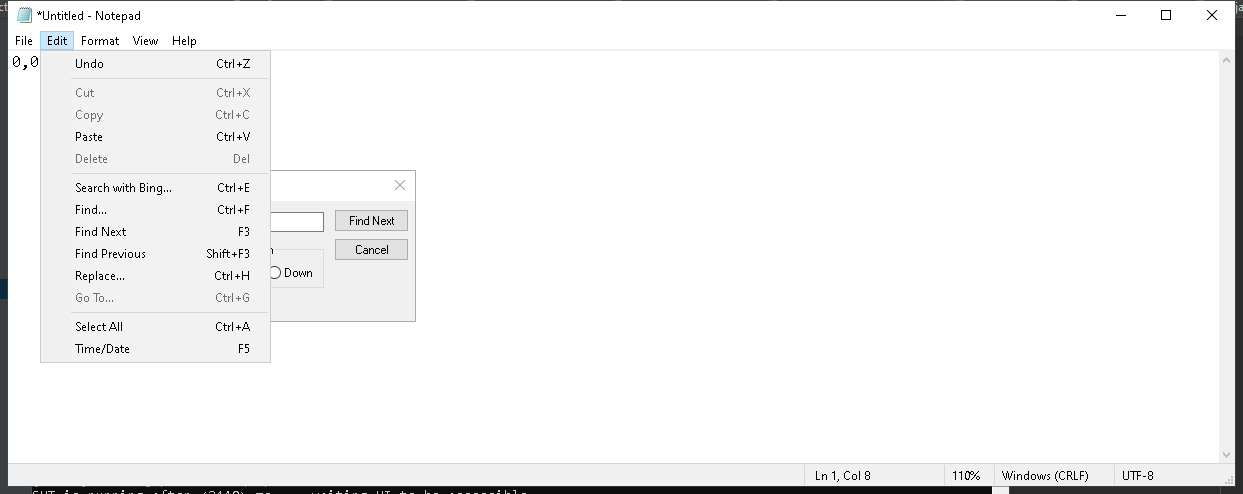 *Untitled - Notepad
File Edit Format View Help
0,0
Undo Ctrl+Z
Cut Ctrl+X
Copy Ctrl+C
Paste Ctrl+V
Delete Del
Search with Bing... Ctrl+E
Find... Ctrl+F
Find Next F3
Find Previous Shift+F3
Replace... Ctrl+H
Go To... Ctrl+G
Select All Ctrl+A
Time/Date F5
Find Next
Cancel
Down
Ln 1, Col 8 110% Windows (CRLF) UTF-8